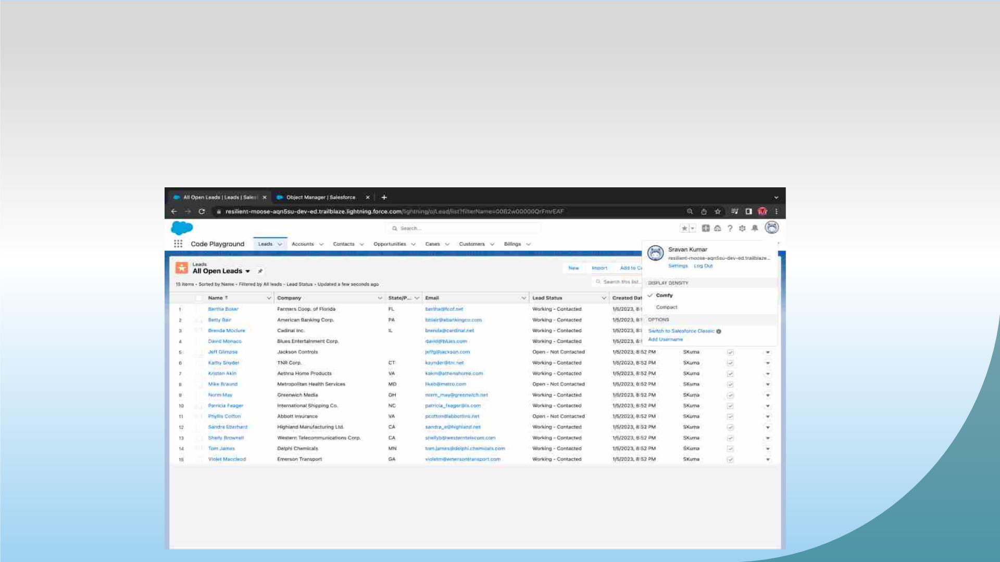 All Open Leads | Leads | Sales
Object Manager | Salesforce
resilient-moose-aqn5su-dev-ed.trailblaze.lightning.force.com/lightning/o/Lead/list?filterName=00B2w00000QrFmrEAF
Search...
Code Playground Leads Accounts Contacts Opportunities Cases Customers Billings
Leads
All Open Leads
New Import Add to Ca
15 items • Sorted by Name • Filtered by All leads - Lead Status • Updated a few seconds ago
Search this list...
Name Company State/P... Email Lead Status Created Dat
1 Bertha Boxer Farmers Coop. of Florida FL bertha@fcof.net Working - Contacted 1/5/2023, 8:
2 Betty Bair American Banking Corp. PA bblair@abankingco.com Working - Contacted 1/5/2023, 8:
3 Brenda Mcclure Cadinal Inc. IL brenda@cardinal.net Working - Contacted 1/5/2023, 8:
4 David Monaco Blues Entertainment Corp. david@blues.com Working - Contacted 1/5/2023, 8:
5 Jeff Glimpse Jackson Controls jeffg@jackson.com Open - Not Contacted 1/5/2023, 8:52 PM SKuma
6 Kathy Snyder TNR Corp. CT ksynder@tnr.net Working - Contacted 1/5/2023, 8:52 PM SKuma
7 Kristen Akin Aethna Home Products VA kakin@athenahome.com Working - Contacted 1/5/2023, 8:52 PM SKuma
8 Mike Braund Metropolitan Health Services MD likeb@metro.com Open - Not Contacted 1/5/2023, 8:52 PM SKuma
9 Norm May Greenwich Media OH norm_may@greenwich.net Working - Contacted 1/5/2023, 8:52 PM SKuma
10 Patricia Feager International Shipping Co. NC patricia_feager@is.com Working - Contacted 1/5/2023, 8:52 PM SKuma
11 Phyllis Cotton Abbott Insurance VA pcotton@abbottins.net Open - Not Contacted 1/5/2023, 8:52 PM SKuma
12 Sandra Eberhard Highland Manufacturing Ltd. CA sandra_e@highland.net Working - Contacted 1/5/2023, 8:52 PM SKuma
13 Shelly Brownell Western Telecommunications Corp. CA shellyb@westerntelecom.com Working - Contacted 1/5/2023, 8:52 PM SKuma
14 Tom James Delphi Chemicals MN tom.james@delphi.chemicals.com Working - Contacted 1/5/2023, 8:52 PM SKuma
15 Violet Maccleod Emerson Transport GA violetm@emersontransport.com Working - Contacted 1/5/2023, 8:52 PM SKuma
Sravan Kumar
resilient-moose-aqn5su-dev-ed.trailblaze...
Settings Log Out
DISPLAY DENSITY
Comfy
Compact
OPTIONS
Switch to Salesforce Classic
Add Username